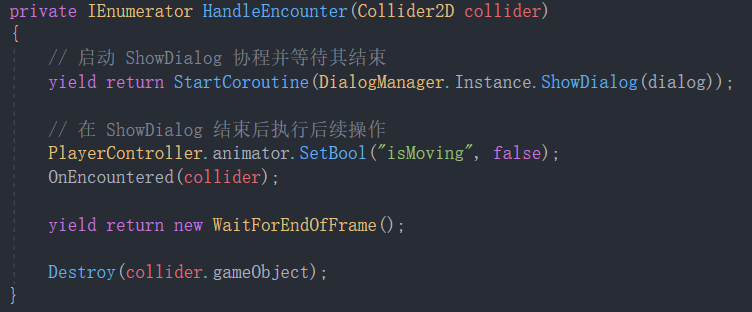 private IEnumerator HandleEncounter(Collider2D collider)
{
// 启动 ShowDialog 协程并等待其结束
yield return StartCoroutine(DialogManager.Instance.ShowDialog(dialog));
// 在 ShowDialog 结束后执行后续操作
PlayerController.animator.SetBool("isMoving", false);
OnEncountered(collider);
yield return new WaitForEndOfFrame();
Destroy(collider.gameObject);
}